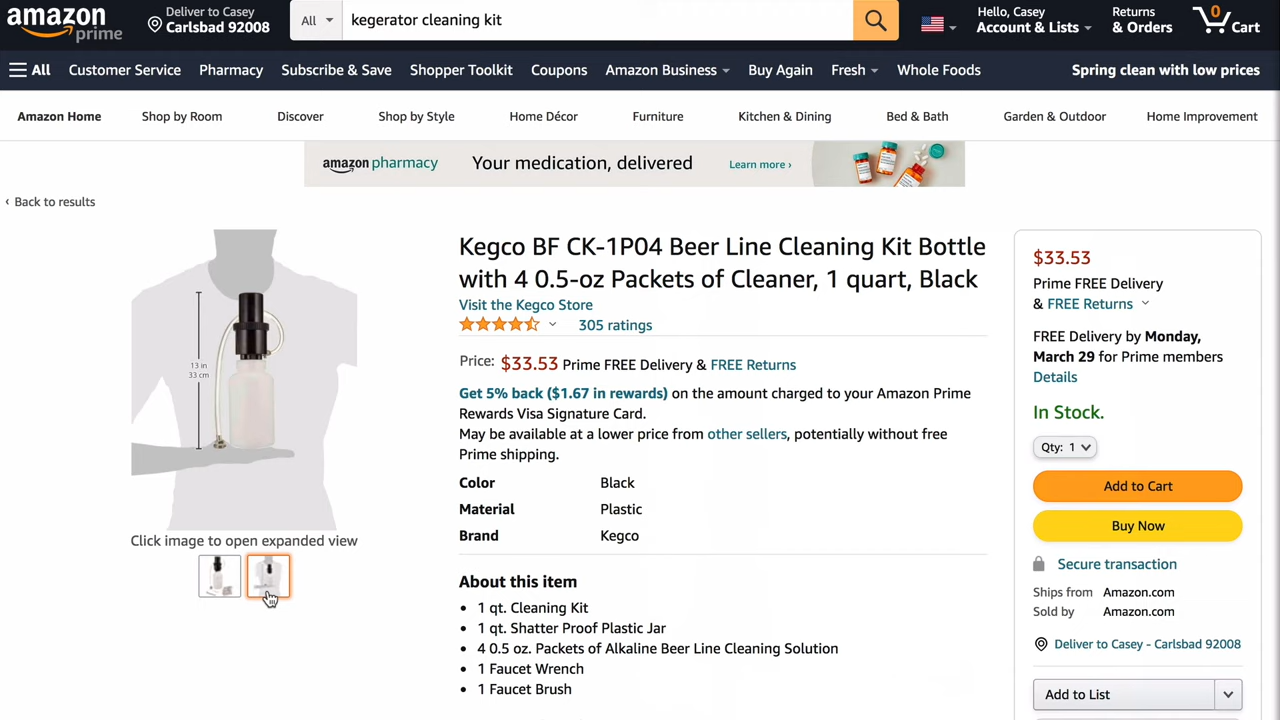 amazon
prime
Deliver to Casey
Carlsbad 92008
All
kegerator cleaning kit
Hello, Casey
Account & Lists
Returns
& Orders
0
Cart
All
Customer Service
Pharmacy
Subscribe & Save
Shopper Toolkit
Coupons
Amazon Business
Buy Again
Fresh
Whole Foods
Spring clean with low prices
Amazon Home
Shop by Room
Discover
Shop by Style
Home Décor
Furniture
Kitchen & Dining
Bed & Bath
Garden & Outdoor
Home Improvement
amazon pharmacy
Your medication, delivered
Learn more ›
‹ Back to results
13 in
33 cm
Click image to open expanded view
Kegco BF CK-1P04 Beer Line Cleaning Kit Bottle
with 4 0.5-oz Packets of Cleaner, 1 quart, Black
Visit the Kegco Store
305 ratings
Price: $33.53 Prime FREE Delivery & FREE Returns
Get 5% back ($1.67 in rewards) on the amount charged to your Amazon Prime
Rewards Visa Signature Card.
May be available at a lower price from other sellers, potentially without free
Prime shipping.
Color Black
Material Plastic
Brand Kegco
About this item
• 1 qt. Cleaning Kit
• 1 qt. Shatter Proof Plastic Jar
• 4 0.5 oz. Packets of Alkaline Beer Line Cleaning Solution
• 1 Faucet Wrench
• 1 Faucet Brush
$33.53
Prime FREE Delivery
& FREE Returns
FREE Delivery by Monday,
March 29 for Prime members
Details
In Stock.
Qty: 1
Add to Cart
Buy Now
Secure transaction
Ships from Amazon.com
Sold by Amazon.com
Deliver to Casey - Carlsbad 92008
Add to List